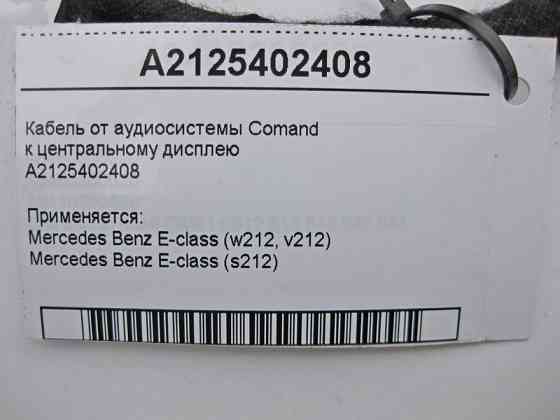 A2125402408
Кабель от аудиосистемы Comand
к центральному дисплею
A2125402408
Применяется:
Mercedes Benz E-class (w212, v212)
Mercedes Benz E-class (s212)